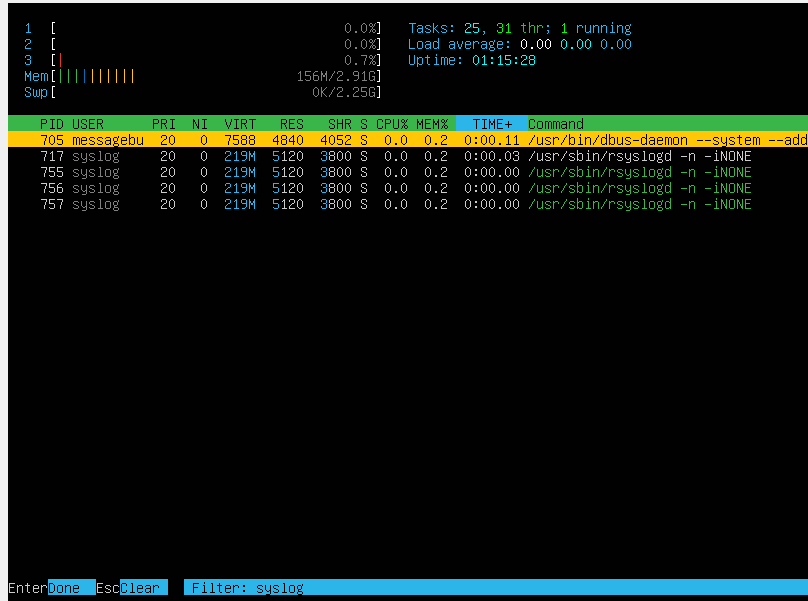 1 [ 0.0%] Tasks: 25, 31 thr; 1 running
2 [ 0.0%] Load average: 0.00 0.00 0.00
3 [| 0.7%] Uptime: 01:15:28
Mem[|||||||||| 156M/2.91G]
Swp[ 0K/2.25G]
PID USER PRI NI VIRT RES SHR S CPU% MEM% TIME+ Command
705 messagebu 20 0 7588 4840 4052 S 0.0 0.2 0:00.11 /usr/bin/dbus-daemon --system --add
717 syslog 20 0 219M 5120 3800 S 0.0 0.2 0:00.03 /usr/sbin/rsyslogd -n -iNONE
755 syslog 20 0 219M 5120 3800 S 0.0 0.2 0:00.00 /usr/sbin/rsyslogd -n -iNONE
756 syslog 20 0 219M 5120 3800 S 0.0 0.2 0:00.00 /usr/sbin/rsyslogd -n -iNONE
757 syslog 20 0 219M 5120 3800 S 0.0 0.2 0:00.00 /usr/sbin/rsyslogd -n -iNONE
EnterDone EscClear Filter: syslog